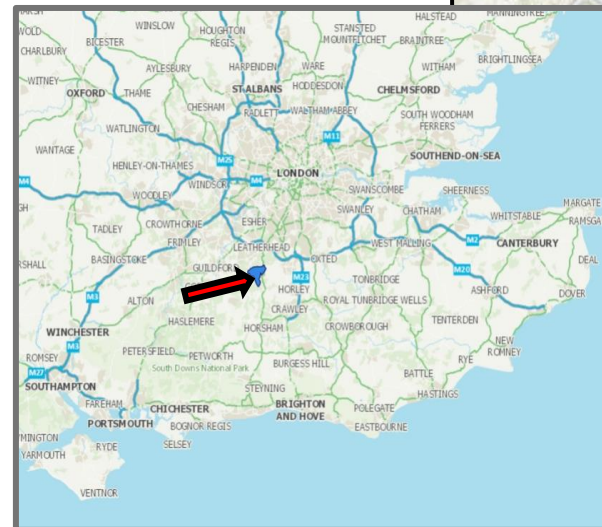 HALSTEAD
MANNINGTREE
WINSLOW
HOUGHTON
REGIS
STANSTED
MOUNTFITCHET
BRAINTREE
BICESTER
CHARLBURY
AYLESBURY
HARPENDEN
WARE
WITHAM
BRIGHTLINGSEA
WITNEY
OXFORD
THAME
ST.ALBANS
HODDESDON
CHELMSFORD
CHESHAM
RADLETT
WALTHAM ABBEY
SOUTH WOODHAM
FERRERS
WATLINGTON
M11
WANTAGE
HENLEY-ON-THAMES
M25
LONDON
SOUTHEND-ON-SEA
M4
WINDSOR
M4
WOODLEY
SWANSCOMBE
SHEERNESS
SWANLEY
CHATHAM
MARGATE
TADLEY
CROWTHORNE
ESHER
WHITSTABLE
RAMSGA
FRIMLEY
LEATHERHEAD
OXTED
WEST MALLING
M2
CANTERBURY
BASINGSTOKE
GUILDFORD
M23
TONBRIDGE
M20
DEAL
M3
ALTON
HORLEY
ROYAL TUNBRIDGE WELLS
ASHFORD
DOVER
CRAWLEY
HASLEMERE
HORSHAM
CROWBOROUGH
TENTERDEN
WINCHESTER
M3
NEW
ROMNEY
ROMSEY
PETERSFIELD
PETWORTH
BURGESS HILL
RYE
M27
South Downs National Park
BATTLE
SOUTHAMPTON
STEYNING
HASTINGS
FAREHAM
CHICHESTER
BRIGHTON
AND HOVE
POLEGATE
PORTSMOUTH
BOGNOR REGIS
EASTBOURNE
RYDE
SELSEY
YARMOUTH
VENTNOR